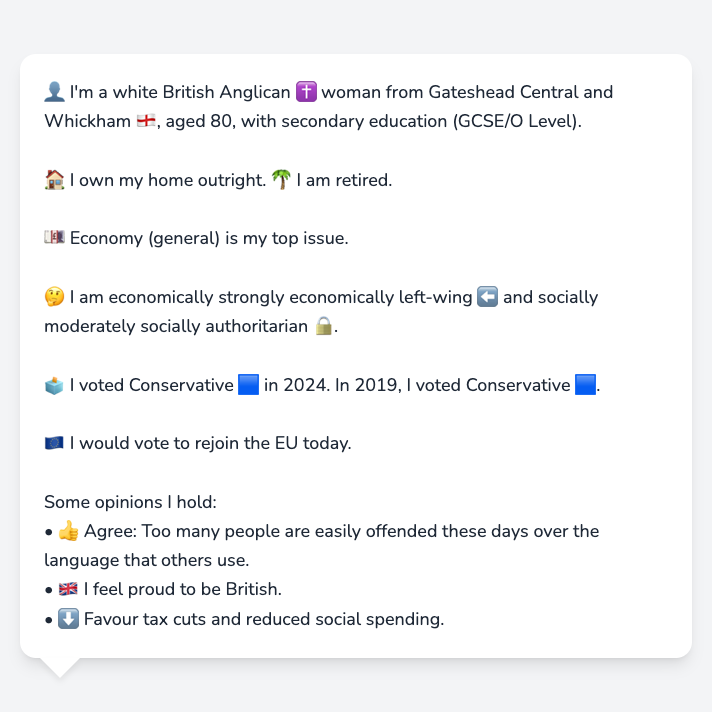 👤 I'm a white British Anglican ✝️ woman from Gateshead Central and
Whickham 🏴󠁧󠁢󠁥󠁮󠁧󠁿, aged 80, with secondary education (GCSE/O Level).
🏠 I own my home outright. 🌴 I am retired.
💷 Economy (general) is my top issue.
🤔 I am economically strongly economically left-wing ⬅️ and socially
moderately socially authoritarian 🔒.
🗳️ I voted Conservative 🟦 in 2024. In 2019, I voted Conservative 🟦.
🇪🇺 I would vote to rejoin the EU today.
Some opinions I hold:
• 👍 Agree: Too many people are easily offended these days over the
language that others use.
• 🇬🇧 I feel proud to be British.
• ⬇️ Favour tax cuts and reduced social spending.